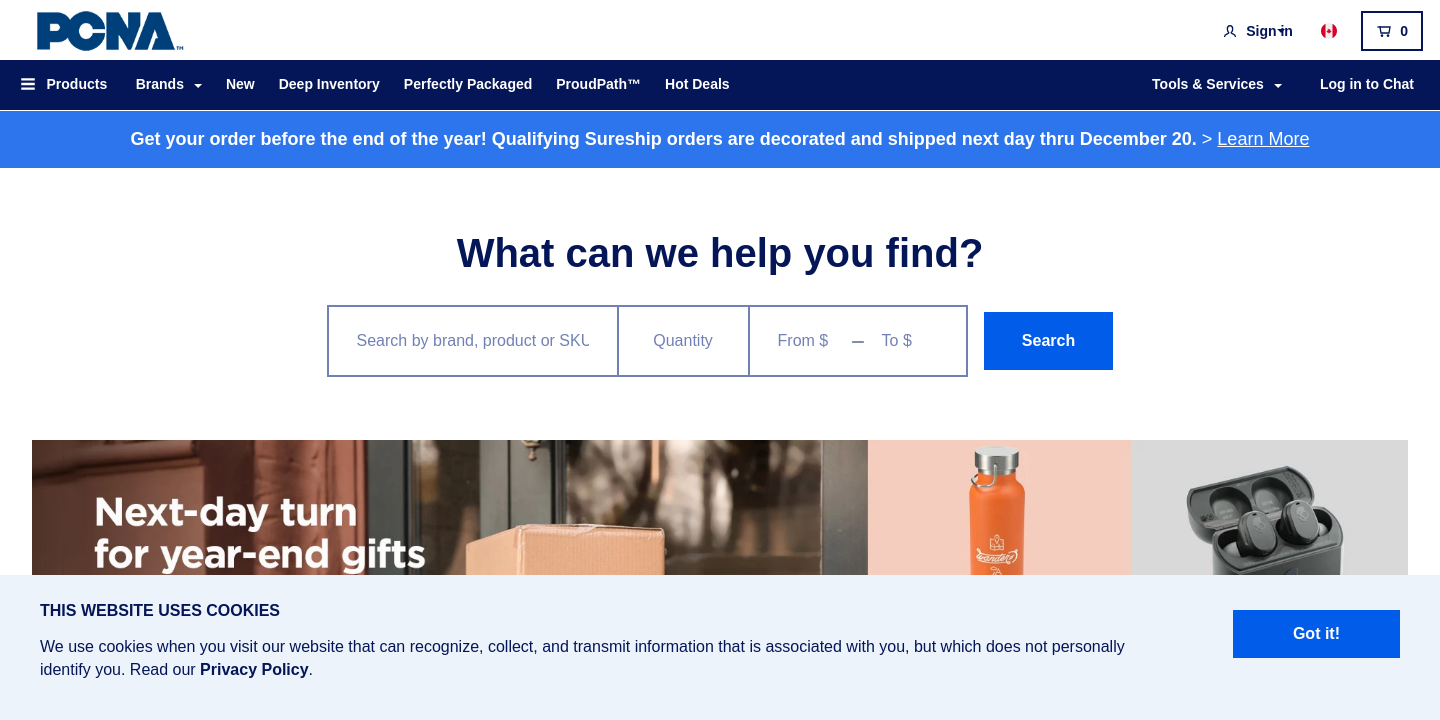 PCNA™
Sign in
0
Products
Brands
New
Deep Inventory
Perfectly Packaged
ProudPath™
Hot Deals
Tools & Services
Log in to Chat
Get your order before the end of the year! Qualifying Sureship orders are decorated and shipped next day thru December 20. > Learn More
What can we help you find?
Search by brand, product or SKU
Quantity
From $
To $
Search
Next-day turn
for year-end gifts
wander
THIS WEBSITE USES COOKIES
We use cookies when you visit our website that can recognize, collect, and transmit information that is associated with you, but which does not personally
identify you. Read our Privacy Policy.
Got it!